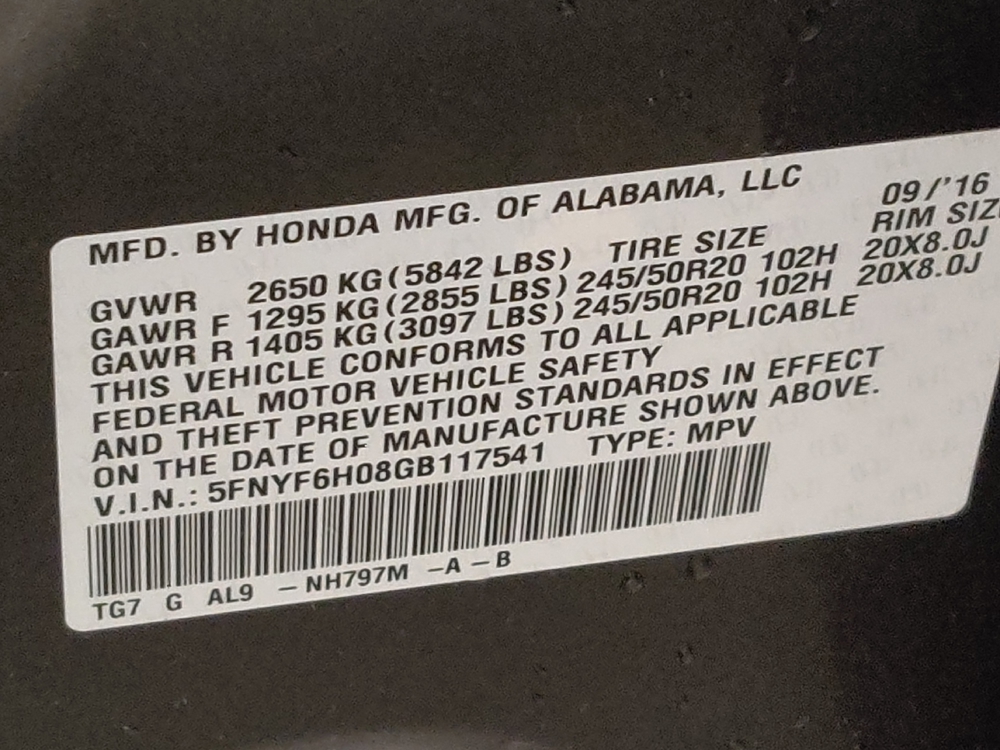 MFD. BY HONDA MFG. OF ALABAMA, LLC 09/'16
GVWR 2650 KG(5842 LBS) TIRE SIZE RIM SIZ
GAWR F 1295 KG(2855 LBS)245/50R20 102H 20X8.0J
GAWR R 1405 KG(3097 LBS)245/50R20 102H 20X8.0J
THIS VEHICLE CONFORMS TO ALL APPLICABLE
FEDERAL MOTOR VEHICLE SAFETY
AND THEFT PREVENTION STANDARDS IN EFFECT
ON THE DATE OF MANUFACTURE SHOWN ABOVE.
V.I.N.: 5FNYF6H08GB117541 TYPE: MPV
TG7 G AL9 –NH797M –A–B